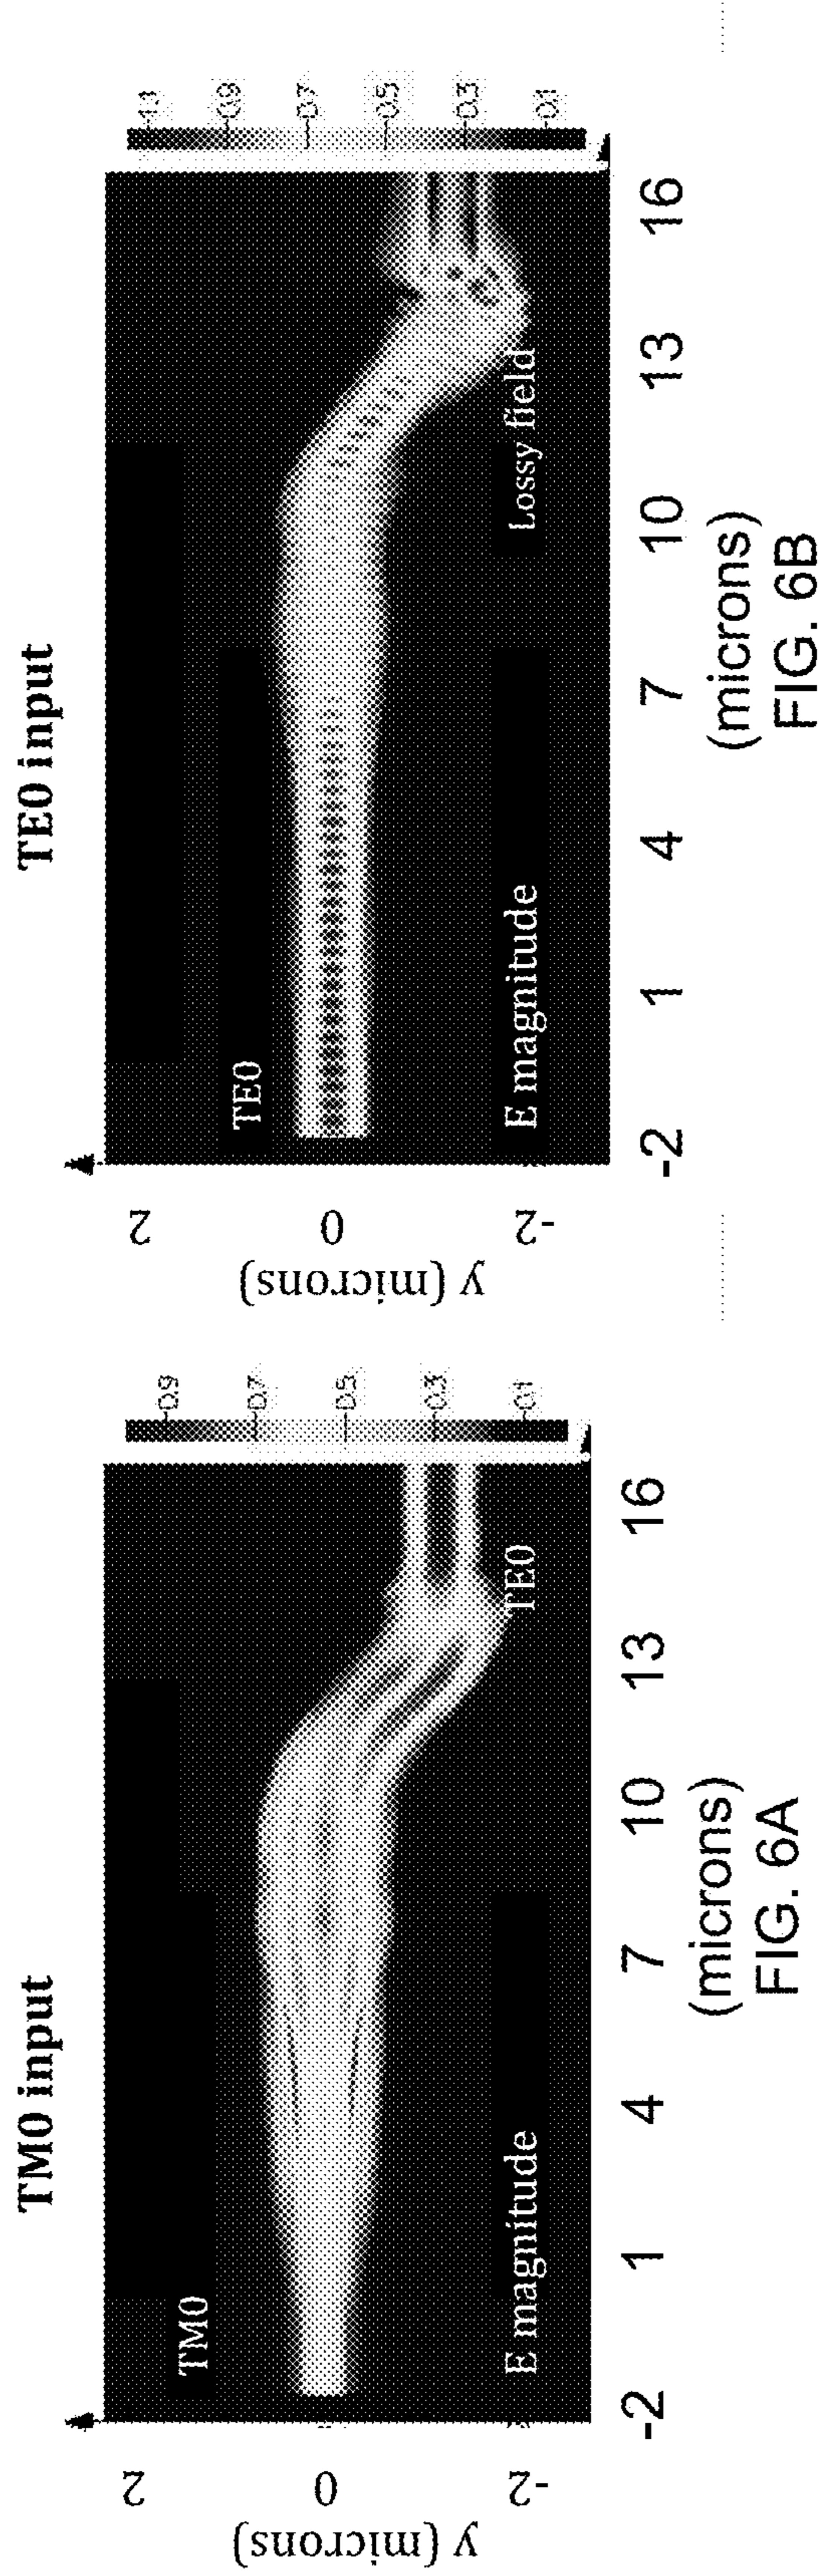 TM0 input
TM0
E magnitude
TE0
0.9
0.7
0.5
0.3
0.1
y (microns)
2
0
-2
-2
1
4
7
10
13
16
(microns)
FIG. 6A
TE0 input
TE0
E magnitude
Lossy field
1.1
0.9
0.7
0.5
0.3
0.1
y (microns)
2
0
-2
-2
1
4
7
10
13
16
(microns)
FIG. 6B